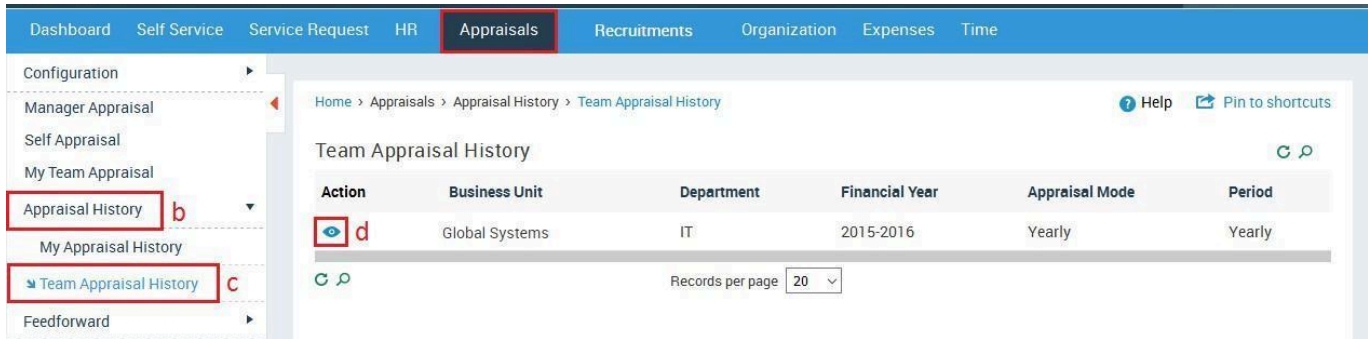 Dashboard Self Service Service Request HR Appraisals Recruitments Organization Expenses Time
Configuration
Manager Appraisal
Self Appraisal
My Team Appraisal
Appraisal History b
My Appraisal History
Team Appraisal History c
Feedforward
Home › Appraisals › Appraisal History › Team Appraisal History
? Help Pin to shortcuts
Team Appraisal History
Action Business Unit Department Financial Year Appraisal Mode Period
d Global Systems IT 2015-2016 Yearly Yearly
Records per page 20